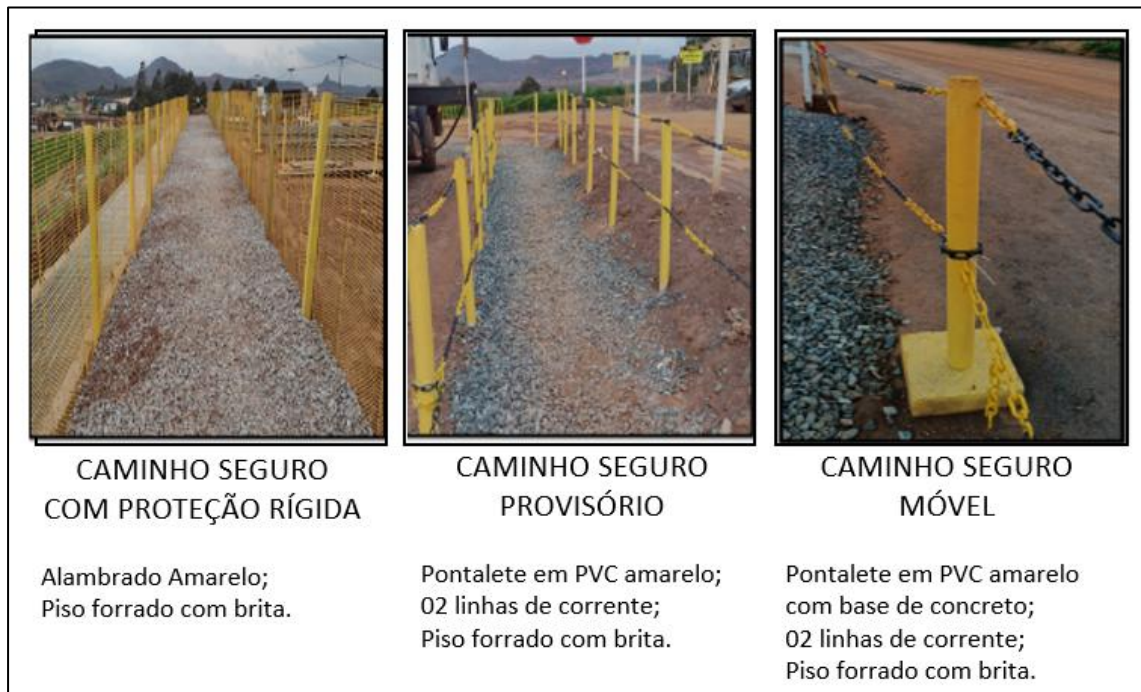 CAMINHO SEGURO
COM PROTEÇÃO RÍGIDA
Alambrado Amarelo;
Piso forrado com brita.
CAMINHO SEGURO
PROVISÓRIO
Pontalete em PVC amarelo;
02 linhas de corrente;
Piso forrado com brita.
CAMINHO SEGURO
MÓVEL
Pontalete em PVC amarelo
com base de concreto;
02 linhas de corrente;
Piso forrado com brita.